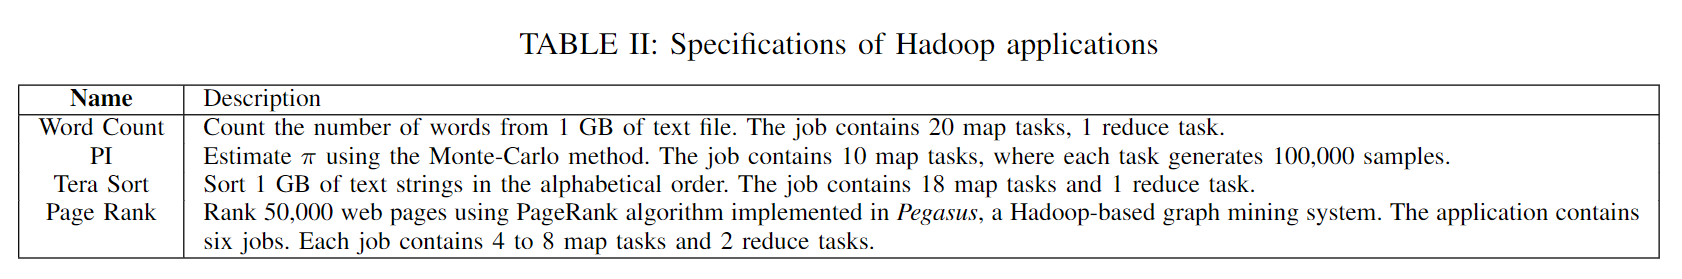 TABLE II: Specifications of Hadoop applications
Name Description
Word Count Count the number of words from 1 GB of text file. The job contains 20 map tasks, 1 reduce task.
PI Estimate π using the Monte-Carlo method. The job contains 10 map tasks, where each task generates 100,000 samples.
Tera Sort Sort 1 GB of text strings in the alphabetical order. The job contains 18 map tasks and 1 reduce task.
Page Rank Rank 50,000 web pages using PageRank algorithm implemented in Pegasus, a Hadoop-based graph mining system. The application contains
six jobs. Each job contains 4 to 8 map tasks and 2 reduce tasks.